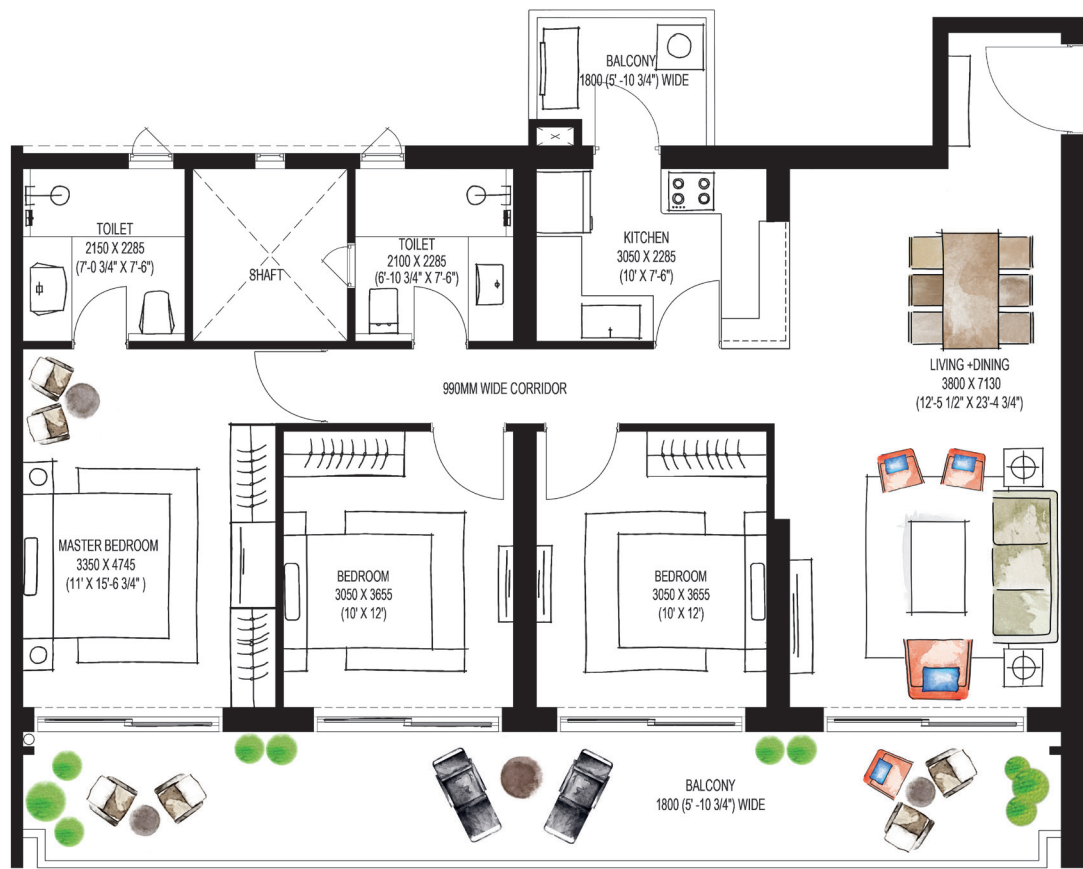 BALCONY
1800 (5' -10 3/4") WIDE
TOILET
2150 X 2285
(7'-0 3/4" X 7'-6")
SHAFT
TOILET
2100 X 2285
(6'-10 3/4" X 7'-6")
KITCHEN
3050 X 2285
(10' X 7'-6")
LIVING +DINING
3800 X 7130
(12'-5 1/2" X 23'-4 3/4")
990MM WIDE CORRIDOR
MASTER BEDROOM
3350 X 4745
(11' X 15'-6 3/4" )
BEDROOM
3050 X 3655
(10' X 12')
BEDROOM
3050 X 3655
(10' X 12')
BALCONY
1800 (5' -10 3/4") WIDE